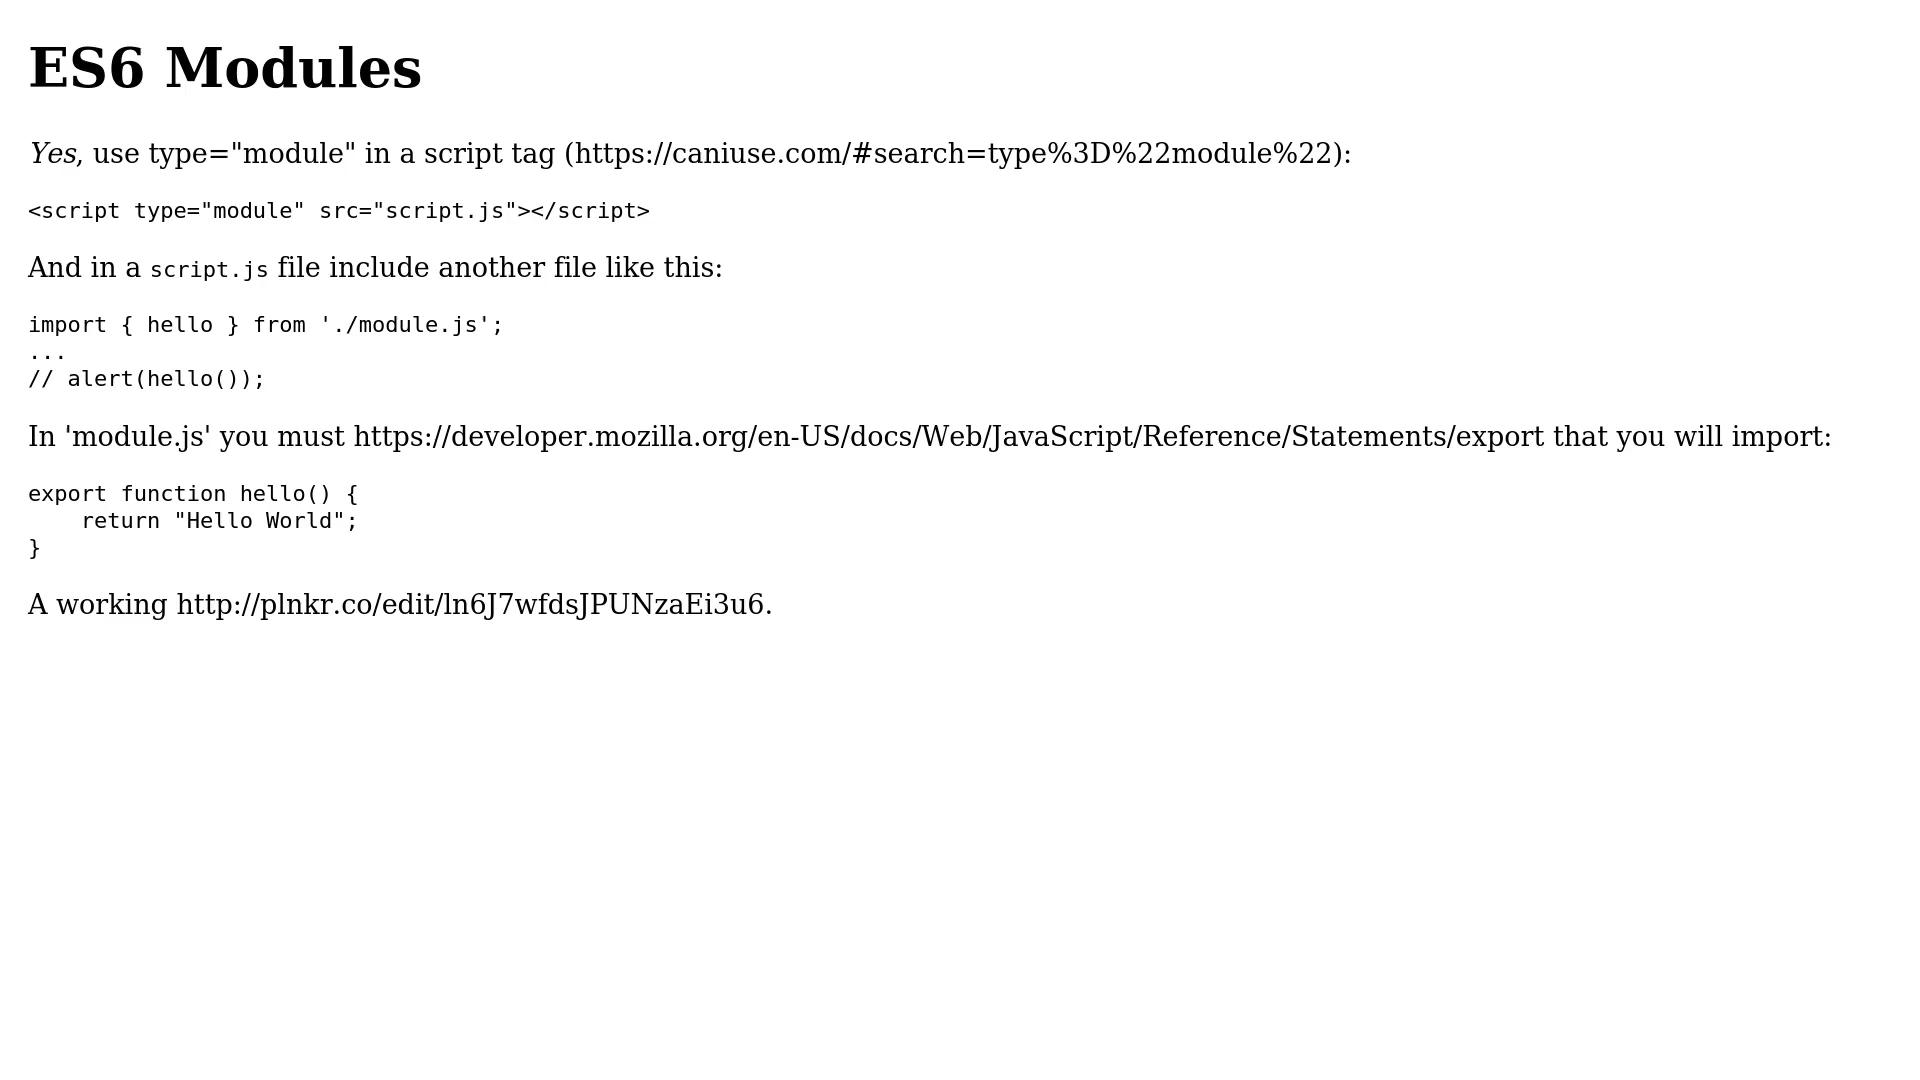 ES6 Modules
Yes, use type="module" in a script tag (https://caniuse.com/#search=type%3D%22module%22):
<script type="module" src="script.js"></script>
And in a script.js file include another file like this:
import { hello } from './module.js';
...
// alert(hello());
In 'module.js' you must https://developer.mozilla.org/en-US/docs/Web/JavaScript/Reference/Statements/export that you will import:
export function hello() {
    return "Hello World";
}
A working http://plnkr.co/edit/ln6J7wfdsJPUNzaEi3u6.